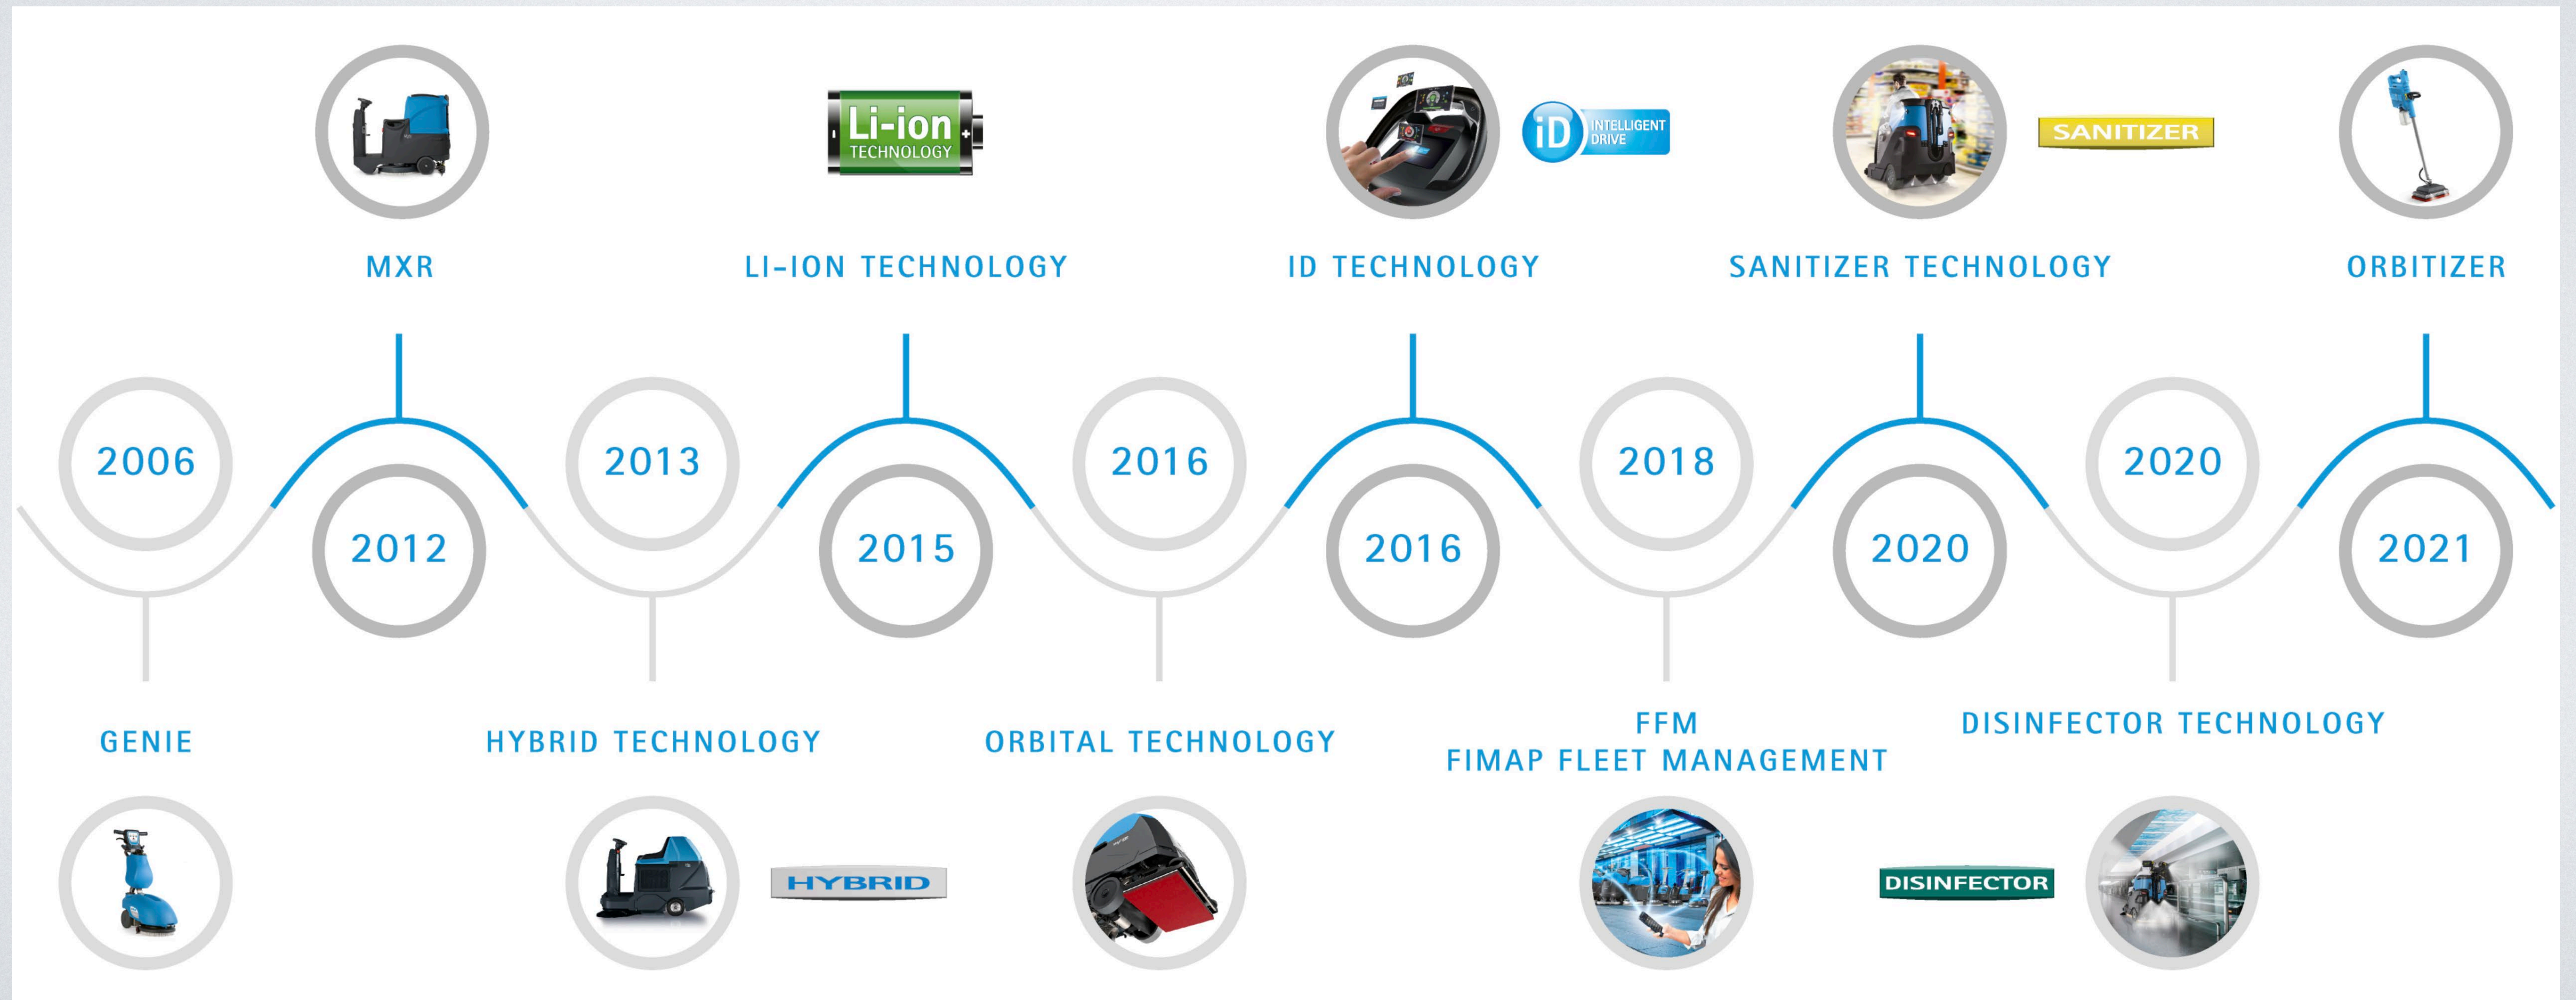 Li-ion
TECHNOLOGY
iD INTELLIGENT
DRIVE
SANITIZER
MXR
LI-ION TECHNOLOGY
ID TECHNOLOGY
SANITIZER TECHNOLOGY
ORBITIZER
2006
2012
2013
2015
2016
2016
2018
2020
2020
2021
GENIE
HYBRID TECHNOLOGY
ORBITAL TECHNOLOGY
FFM
FIMAP FLEET MANAGEMENT
DISINFECTOR TECHNOLOGY
HYBRID
DISINFECTOR